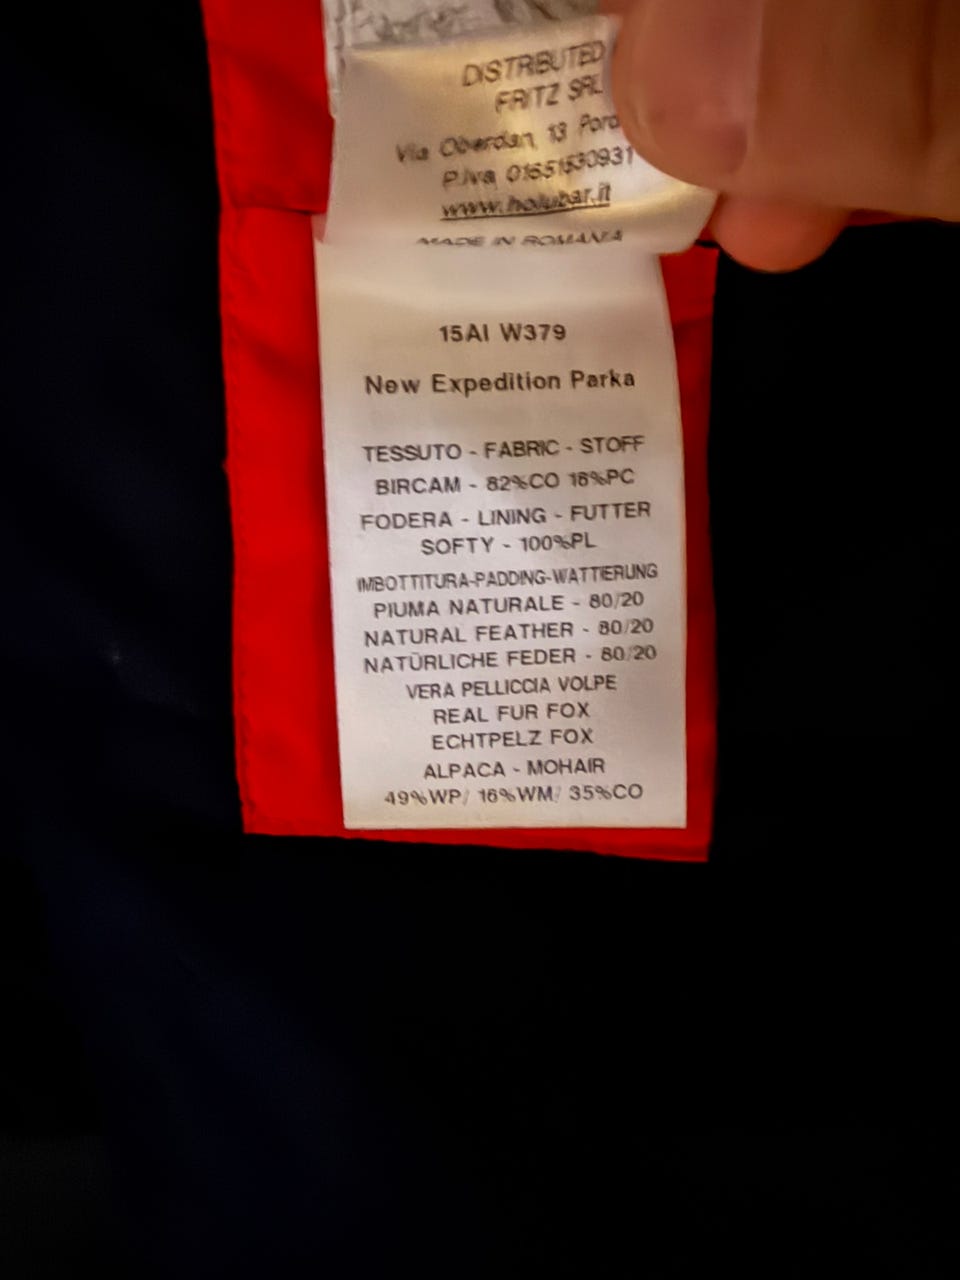 DISTRIBUTED
FRITZ SRL
Via Oberdan, 13 Pord
P.Iva 01651530931
www.holubar.it
MADE IN ROMANIA
15AI W379
New Expedition Parka
TESSUTO - FABRIC - STOFF
BIRCAM - 82%CO 18%PC
FODERA - LINING - FUTTER
SOFTY - 100%PL
IMBOTTITURA-PADDING-WATTIERUNG
PIUMA NATURALE - 80/20
NATURAL FEATHER - 80/20
NATÜRLICHE FEDER - 80/20
VERA PELLICCIA VOLPE
REAL FUR FOX
ECHTPELZ FOX
ALPACA - MOHAIR
49%WP/ 16%WM/ 35%CO